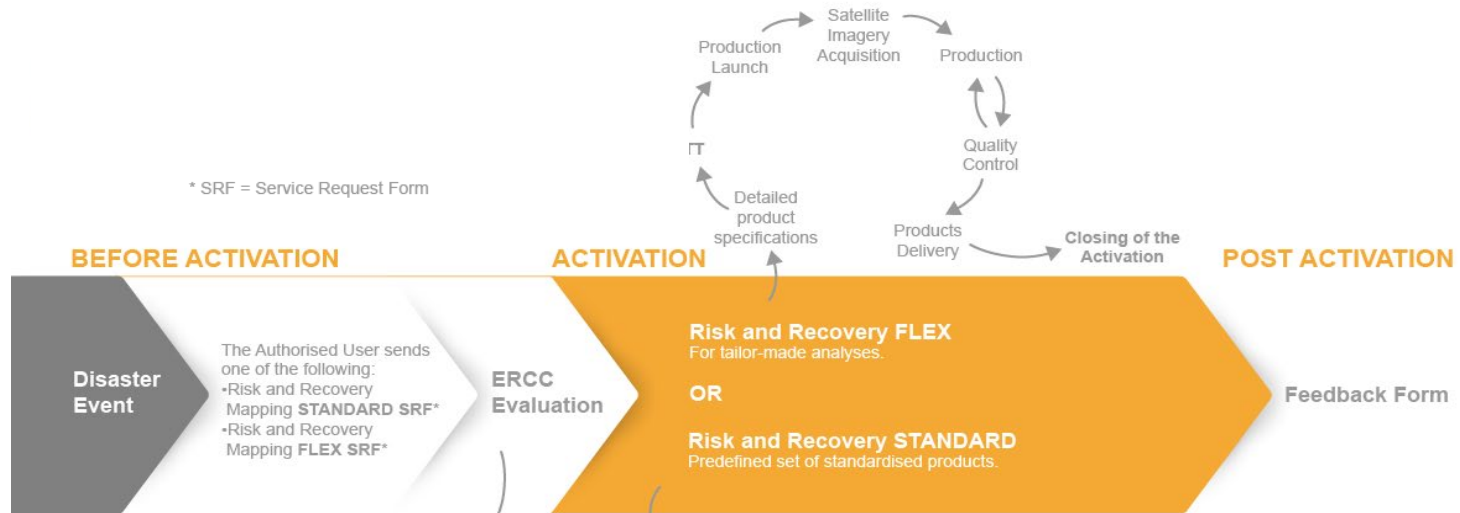 Satellite
Imagery
Acquisition
Production
Launch
Production
Quality
Control
* SRF = Service Request Form
Detailed
product
specifications
Products
Delivery
Closing of the
Activation
BEFORE ACTIVATION
ACTIVATION
POST ACTIVATION
Disaster
Event
The Authorised User sends
one of the following:
•Risk and Recovery
Mapping STANDARD SRF*
•Risk and Recovery
Mapping FLEX SRF*
ERCC
Evaluation
Risk and Recovery FLEX
For tailor-made analyses.
OR
Risk and Recovery STANDARD
Predefined set of standardised products.
Feedback Form